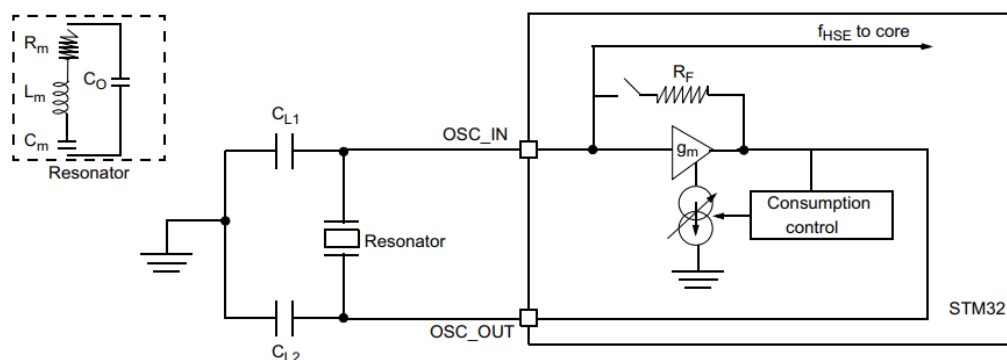 Rm
Lm
CO
Cm
Resonator
CL1
CL2
Resonator
OSC_IN
OSC_OUT
fHSE to core
RF
gm
Consumption
control
STM32